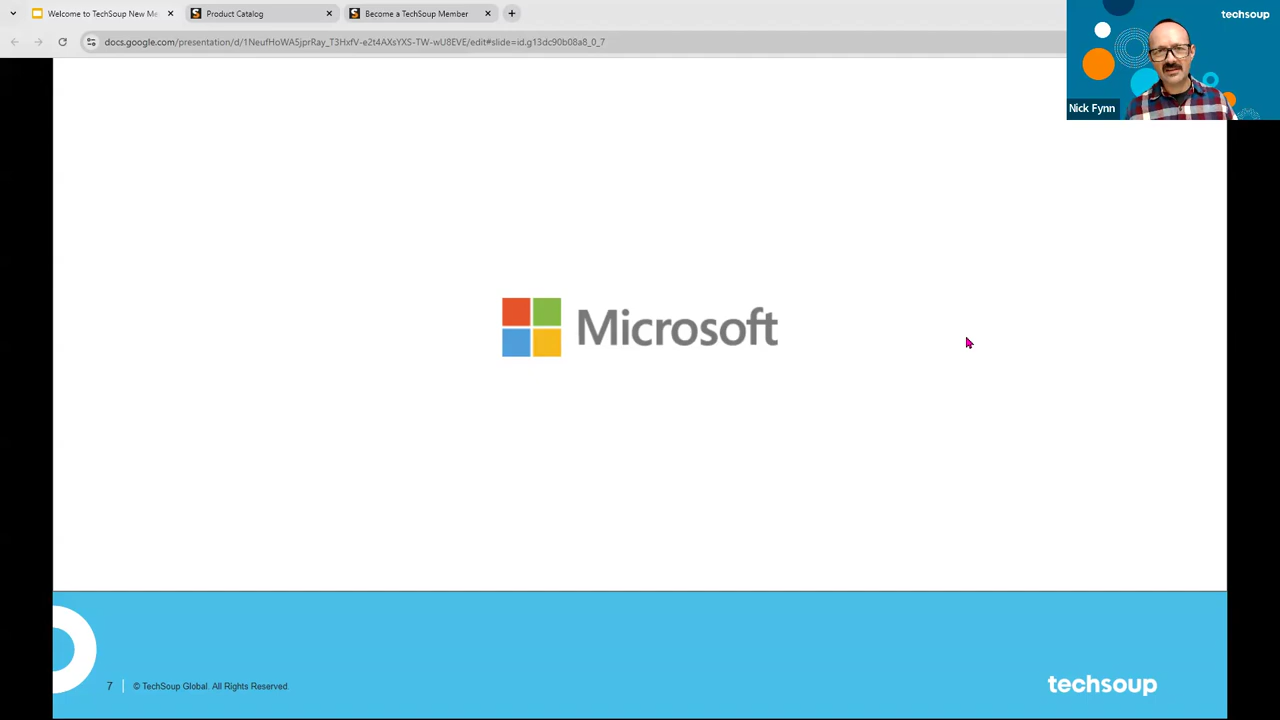 Welcome to TechSoup New Me
Product Catalog
Become a TechSoup Member
docs.google.com/presentation/d/1NeufHoWA5jprRay_T3HxfV-e2t4AXsYXS-TW-wU8EVE/edit#slide=id.g13dc90b08a8_0_7
techsoup
Nick Fynn
Microsoft
7 | © TechSoup Global. All Rights Reserved.
techsoup